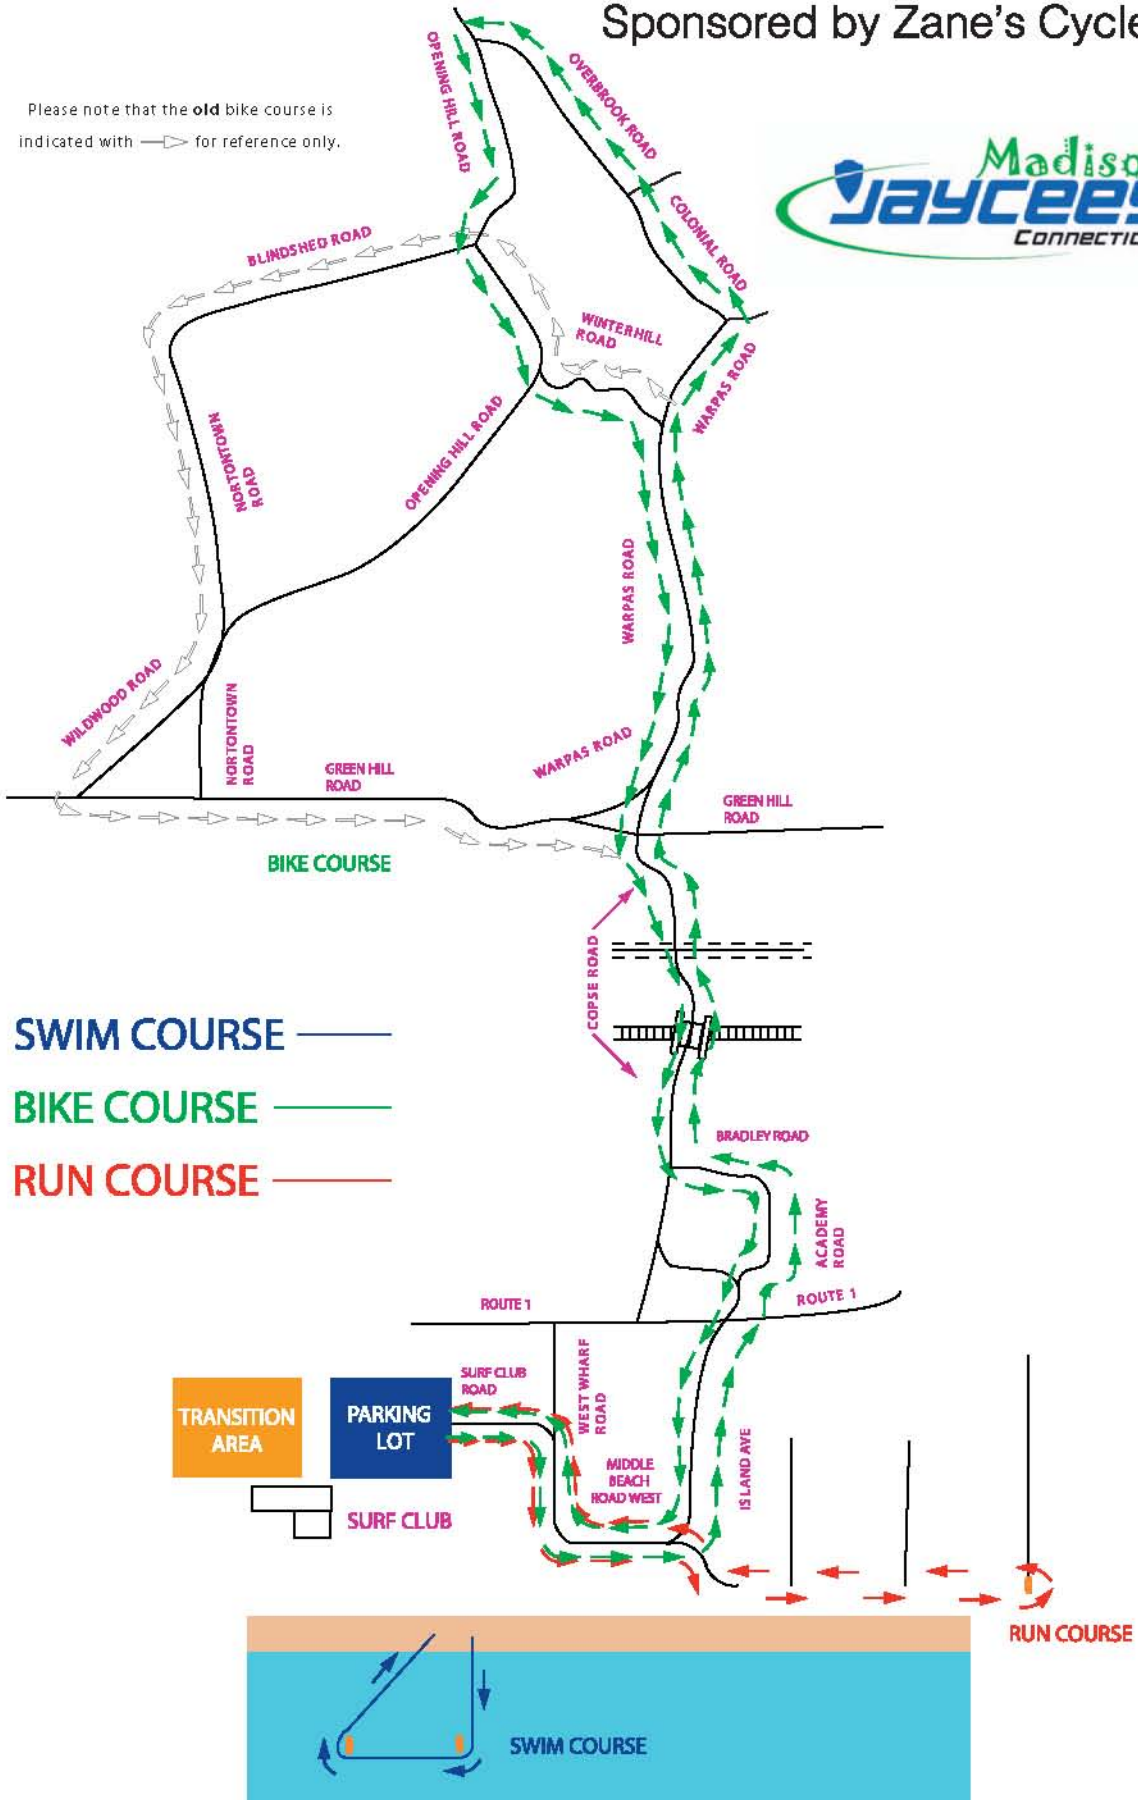 Sponsored by Zane's Cycle
Please note that the old bike course is
indicated with for reference only.
Madiso
Jaycees
Connectic
OPENING HILL ROAD
OVERBROOK ROAD
COLONIAL ROAD
BLINDSHED ROAD
WINTERHILL
ROAD
WARPAS ROAD
NORTONTOWN
ROAD
OPENING HILL ROAD
WARPAS ROAD
WILDWOOD ROAD
NORTONTOWN
ROAD
WARPAS ROAD
GREEN HILL
ROAD
GREEN HILL
ROAD
BIKE COURSE
COPSE ROAD
SWIM COURSE
BIKE COURSE
RUN COURSE
BRADLEY ROAD
ACADEMY
ROAD
ROUTE 1
ROUTE 1
SURF CLUB
ROAD
WEST WHARF
ROAD
TRANSITION
AREA
PARKING
LOT
MIDDLE
BEACH
ROAD WEST
ISLAND AVE
SURF CLUB
RUN COURSE
SWIM COURSE